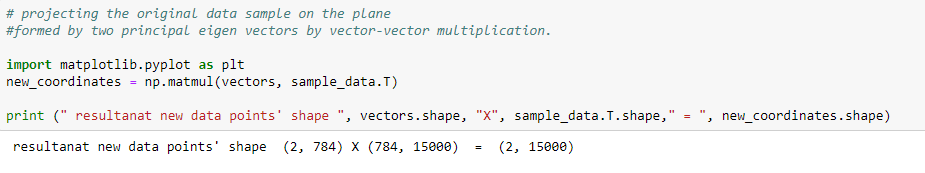 # projecting the original data sample on the plane
#formed by two principal eigen vectors by vector-vector multiplication.
import matplotlib.pyplot as plt
new_coordinates = np.matmul(vectors, sample_data.T)
print (" resultanat new data points' shape ", vectors.shape, "X", sample_data.T.shape," = ", new_coordinates.shape)
resultanat new data points' shape  (2, 784) X (784, 15000)  =  (2, 15000)